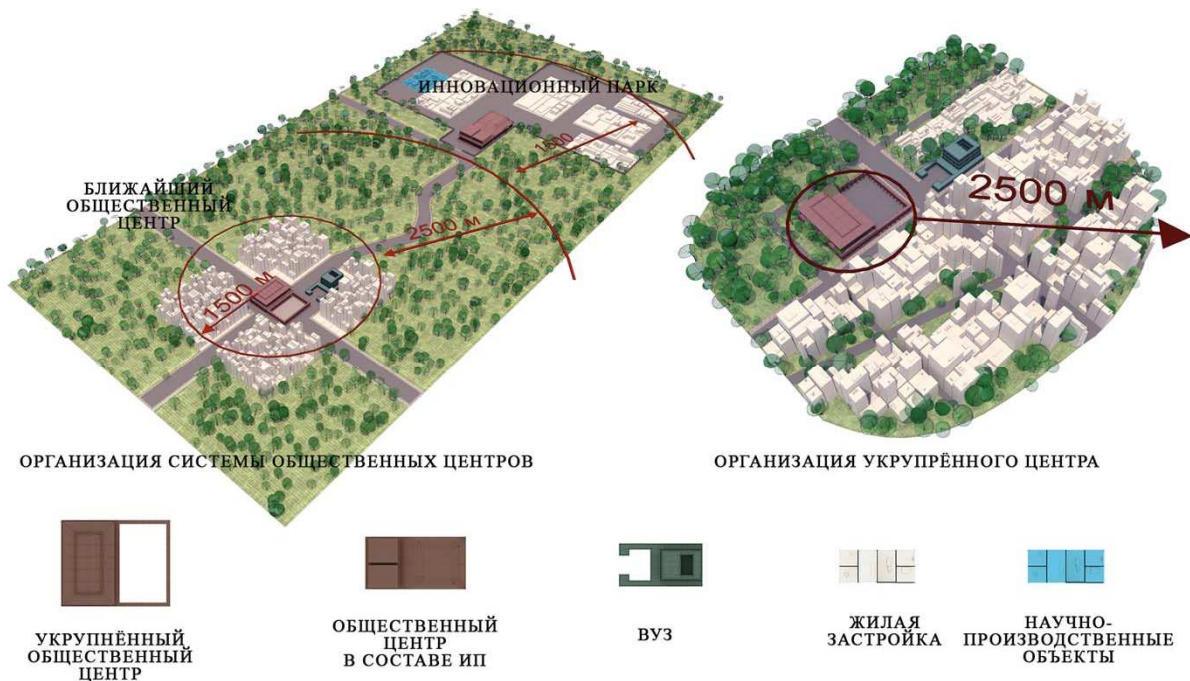 ИННОВАЦИОННЫЙ ПАРК
1500
БЛИЖАЙШИЙ
ОБЩЕСТВЕННЫЙ
ЦЕНТР
2500 м
1500 м
2500 м
ОРГАНИЗАЦИЯ СИСТЕМЫ ОБЩЕСТВЕННЫХ ЦЕНТРОВ
ОРГАНИЗАЦИЯ УКРУПРЁННОГО ЦЕНТРА
УКРУПНЁННЫЙ
ОБЩЕСТВЕННЫЙ
ЦЕНТР
ОБЩЕСТВЕННЫЙ
ЦЕНТР
В СОСТАВЕ ИП
ВУЗ
ЖИЛАЯ
ЗАСТРОЙКА
НАУЧНО-
ПРОИЗВОДСТВЕННЫЕ
ОБЪЕКТЫ